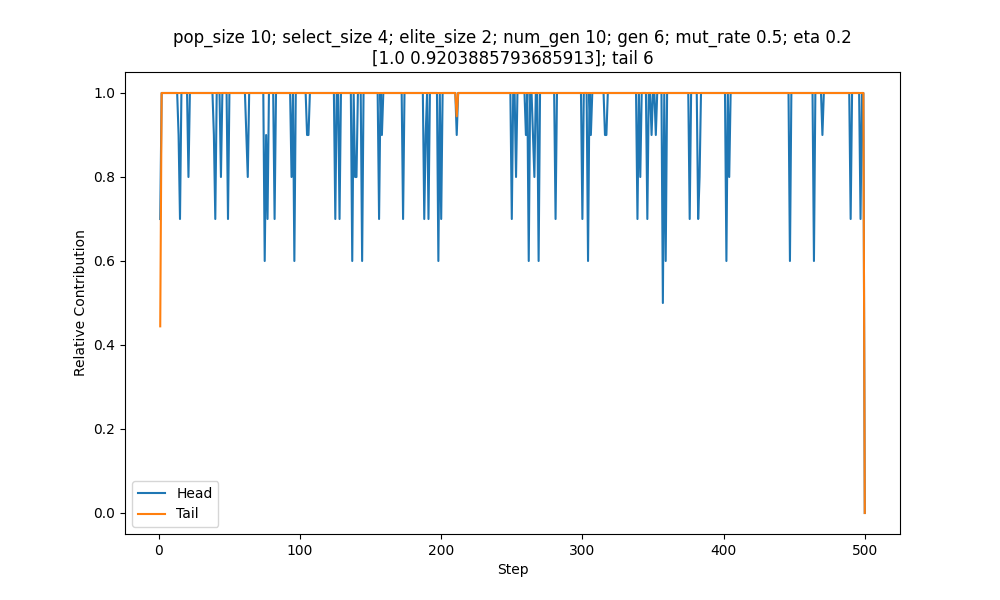 pop_size 10; select_size 4; elite_size 2; num_gen 10; gen 6; mut_rate 0.5; eta 0.2
[1.0 0.9203885793685913]; tail 6
Relative Contribution
1.0
0.8
0.6
0.4
0.2
0.0
Head
Tail
0
100
200
300
400
500
Step